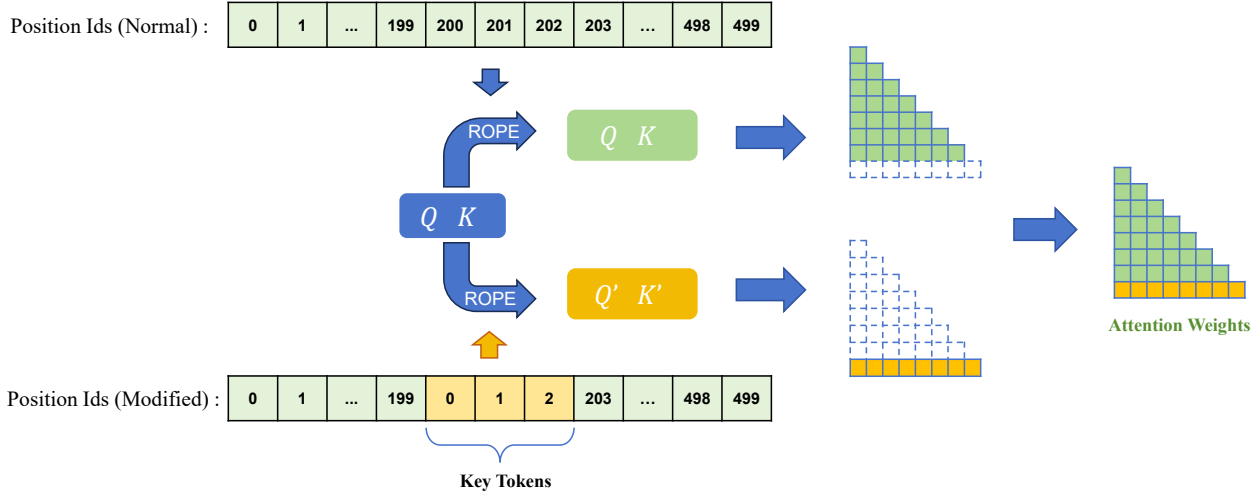 Position Ids (Normal) : 0 1 ... 199 200 201 202 203 ... 498 499
ROPE
Q K
Q K
ROPE
Q' K'
Attention Weights
Position Ids (Modified) : 0 1 ... 199 0 1 2 203 ... 498 499
Key Tokens